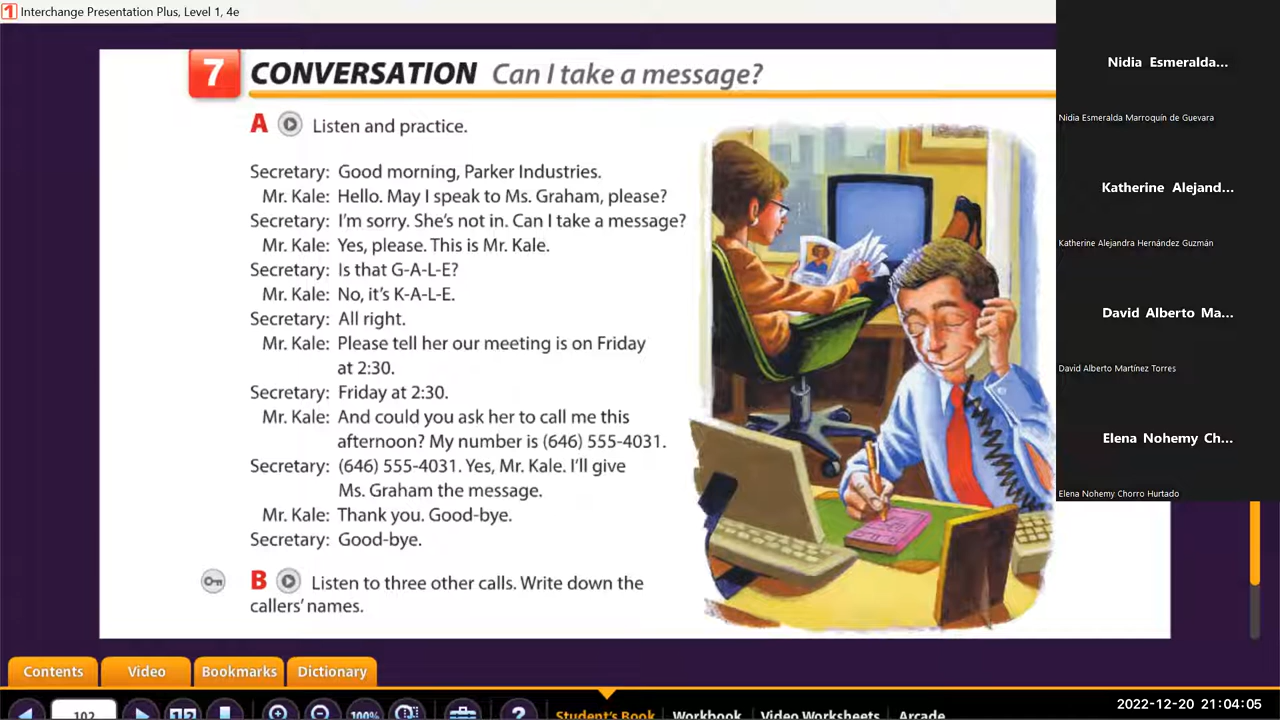 Interchange Presentation Plus, Level 1, 4e
7 CONVERSATION Can I take a message?
A Listen and practice.
Secretary: Good morning, Parker Industries.
Mr. Kale: Hello. May I speak to Ms. Graham, please?
Secretary: I'm sorry. She's not in. Can I take a message?
Mr. Kale: Yes, please. This is Mr. Kale.
Secretary: Is that G-A-L-E?
Mr. Kale: No, it's K-A-L-E.
Secretary: All right.
Mr. Kale: Please tell her our meeting is on Friday
at 2:30.
Secretary: Friday at 2:30.
Mr. Kale: And could you ask her to call me this
afternoon? My number is (646) 555-4031.
Secretary: (646) 555-4031. Yes, Mr. Kale. I'll give
Ms. Graham the message.
Mr. Kale: Thank you. Good-bye.
Secretary: Good-bye.
B Listen to three other calls. Write down the
callers' names.
Nidia Esmeralda...
Nidia Esmeralda Marroquín de Guevara
Katherine Alejand...
Katherine Alejandra Hernández Guzmán
David Alberto Ma...
David Alberto Martínez Torres
Elena Nohemy Ch...
Elena Nohemy Chorro Hurtado
Contents Video Bookmarks Dictionary
102 100% ? Student's Book Workbook Video Worksheets Arcade
2022-12-20 21:04:05